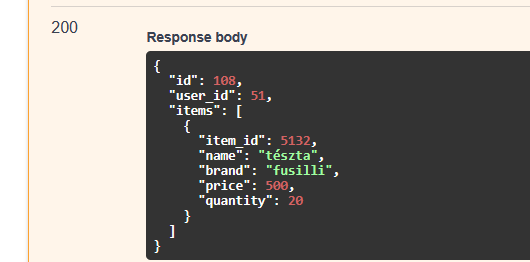 200
Response body
{
  "id": 108,
  "user_id": 51,
  "items": [
    {
      "item_id": 5132,
      "name": "tészta",
      "brand": "fusilli",
      "price": 500,
      "quantity": 20
    }
  ]
}